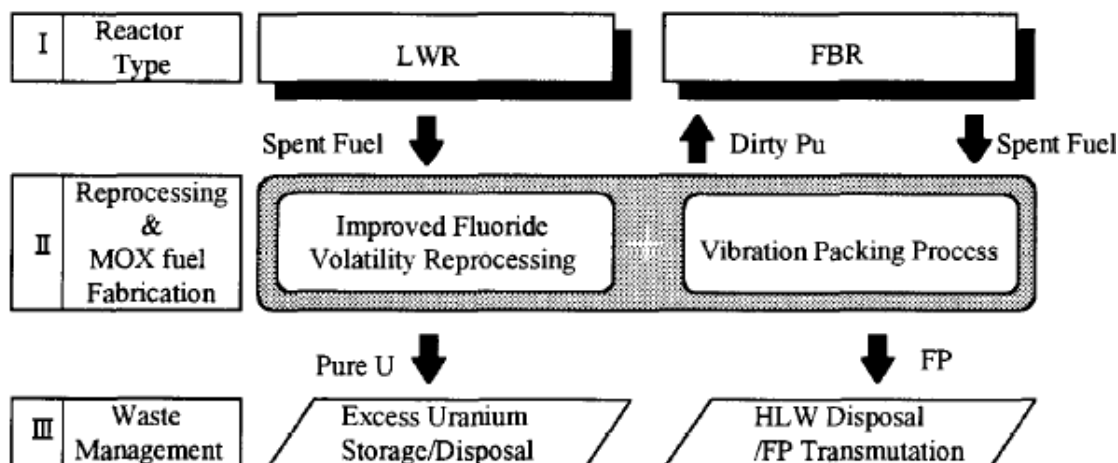 I
Reactor
Type
LWR
FBR
Spent Fuel
Dirty Pu
Spent Fuel
II
Reprocessing
&
MOX fuel
Fabrication
Improved Fluoride
Volatility Reprocessing
+
Vibration Packing Process
Pure U
FP
III
Waste
Management
Excess Uranium
Storage/Disposal
HLW Disposal
/FP Transmutation